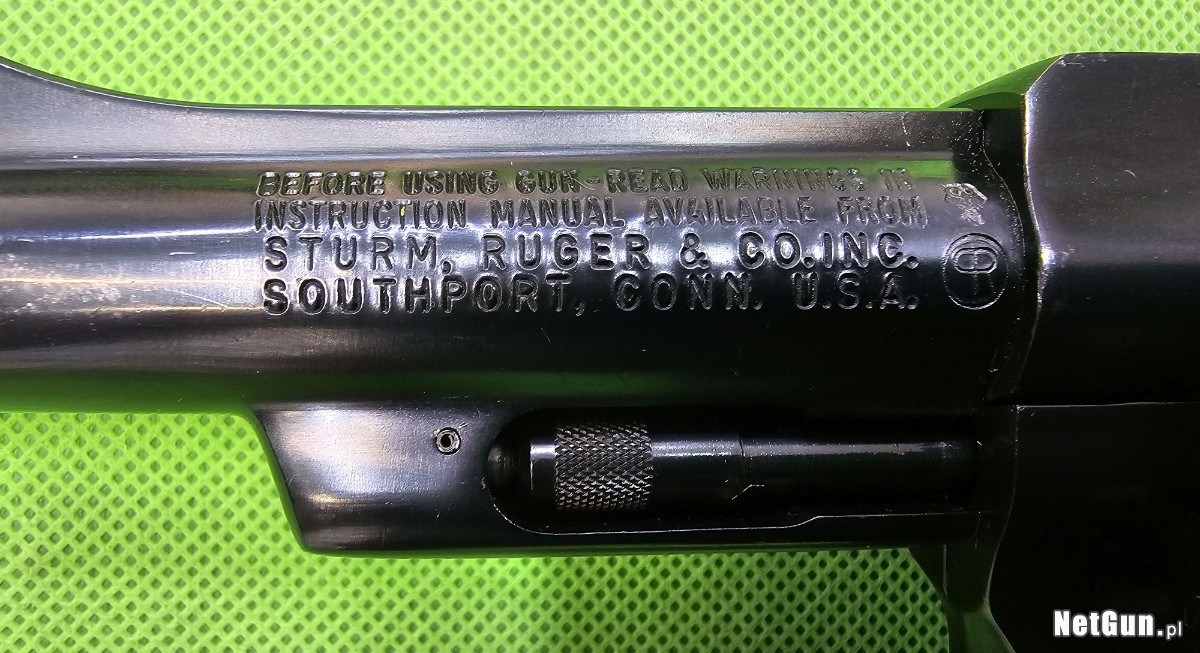 BEFORE USING GUN-READ WARNINGS IN
INSTRUCTION MANUAL AVAILABLE FROM
STURM, RUGER & CO.INC.
SOUTHPORT, CONN. U.S.A.
NetGun.pl